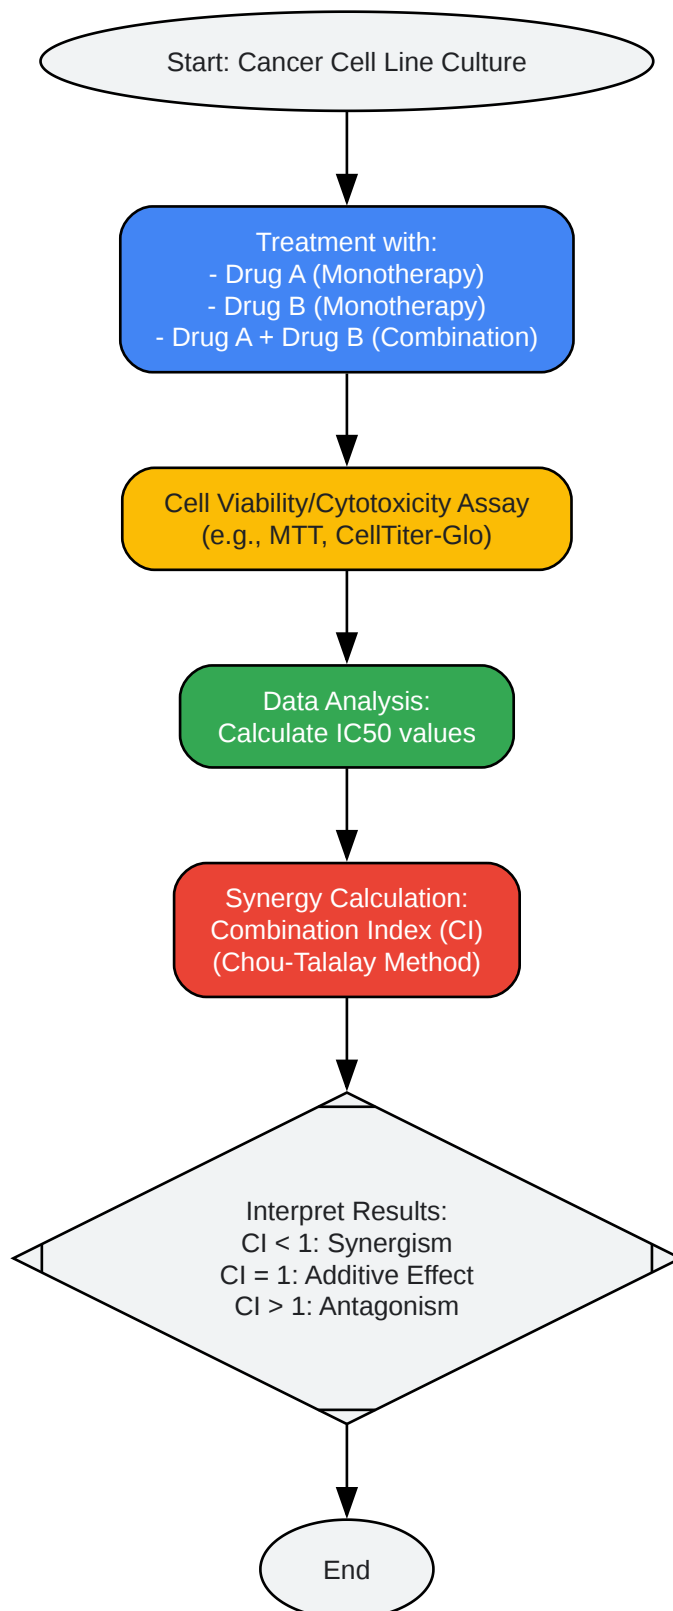 Start: Cancer Cell Line Culture
Treatment with:
- Drug A (Monotherapy)
- Drug B (Monotherapy)
- Drug A + Drug B (Combination)
Cell Viability/Cytotoxicity Assay
(e.g., MTT, CellTiter-Glo)
Data Analysis:
Calculate IC50 values
Synergy Calculation:
Combination Index (CI)
(Chou-Talalay Method)
Interpret Results:
CI < 1: Synergism
CI = 1: Additive Effect
CI > 1: Antagonism
End